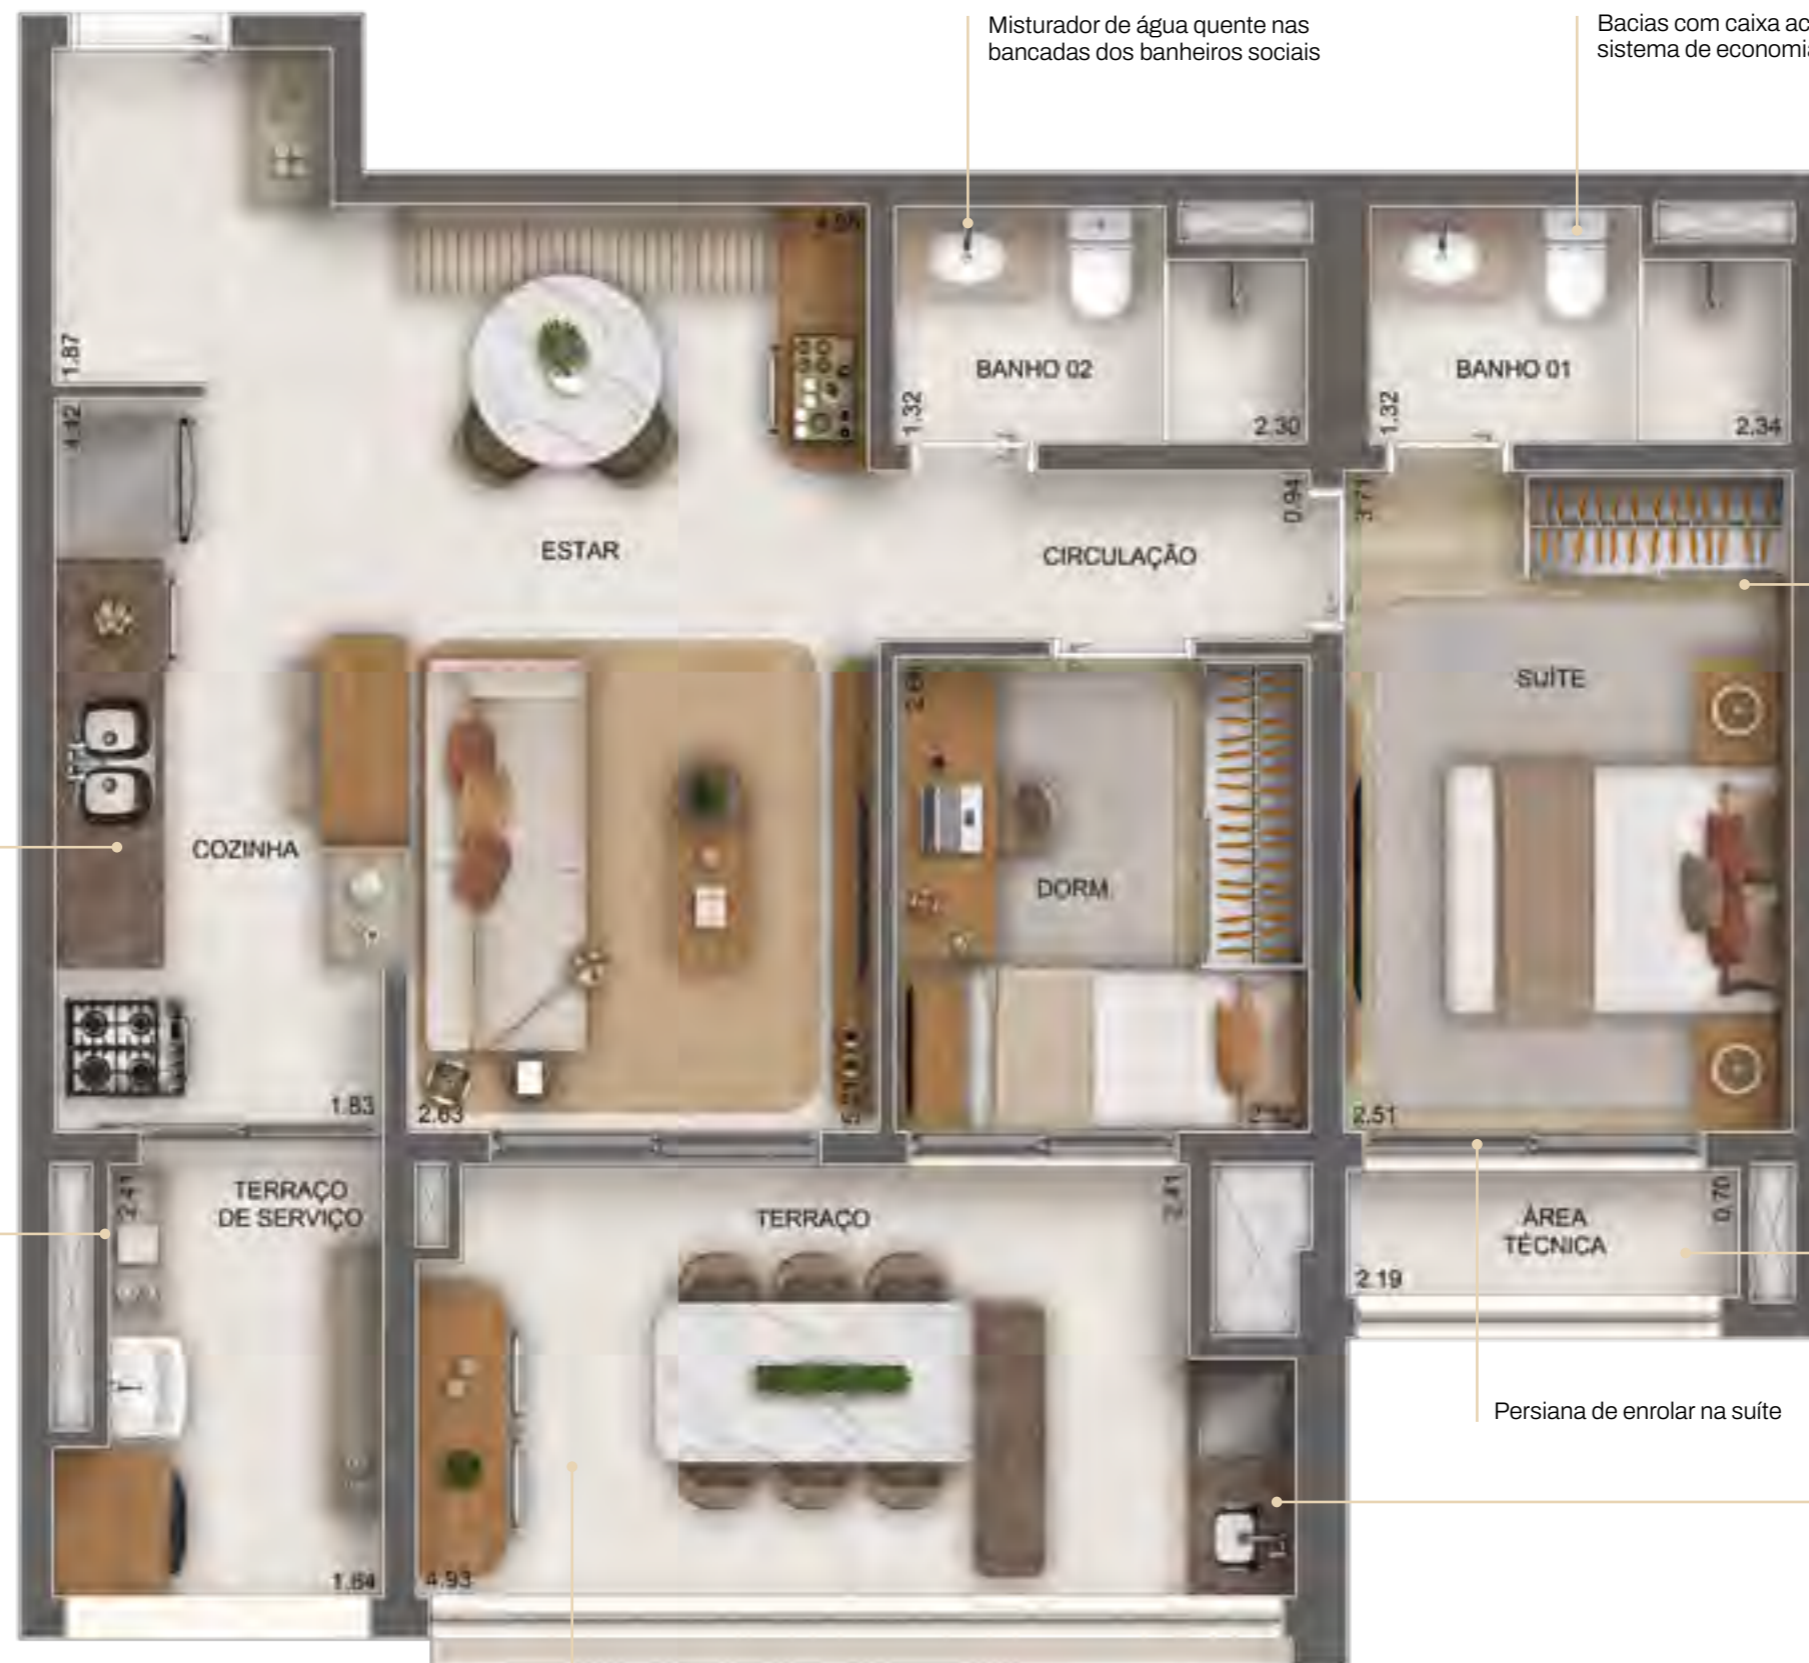 Misturador de água quente nas
bancadas dos banheiros sociais
Bacias com caixa
sistema de
1.87
4.42
BANHO 02
1.32
2.30
BANHO 01
1.32
2.34
ESTAR
CIRCULAÇÃO
0.94
3.71
SUÍTE
COZINHA
DORM.
1.83
2.63
2.51
TERRAÇO
DE SERVIÇO
2.41
TERRAÇO
2.41
ÁREA
TÉCNICA
0.70
2.19
Persiana de enrolar na suíte
1.64
4.93